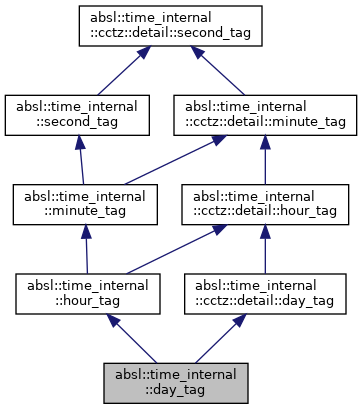 absl::time_internal
::cctz::detail::second_tag
absl::time_internal
::second_tag
absl::time_internal
::cctz::detail::minute_tag
absl::time_internal
::minute_tag
absl::time_internal
::cctz::detail::hour_tag
absl::time_internal
::hour_tag
absl::time_internal
::cctz::detail::day_tag
absl::time_internal
::day_tag